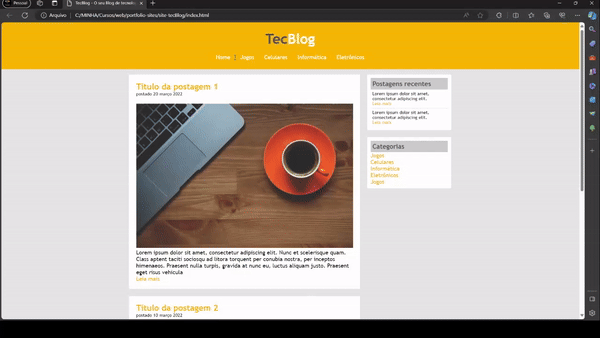 Pessoal
TecBlog - O seu Blog de tecnolo
Arquivo
C:/MINHA/Cursos/web/portfolio-sites/site-tecBlog/index.html
TecBlog
Home
Jogos
Celulares
Informática
Eletrônicos
Título da postagem 1
postado 20 março 2022
Lorem ipsum dolor sit amet, consectetur adipiscing elit. Nunc et scelerisque quam.
Class aptent taciti sociosqu ad litora torquent per conubia nostra, per inceptos
himenaeos. Praesent nulla turpis, gravida at nunc eu, luctus aliquam justo. Praesent
eget risus vehicula
Leia mais
Título da postagem 2
postado 10 março 2022
Postagens recentes
Lorem ipsum dolor sit amet,
consectetur adipiscing elit.
Leia mais
Lorem ipsum dolor sit amet,
consectetur adipiscing elit.
Leia mais
Categorias
Jogos
Celulares
Informática
Eletrônicos
Jogos